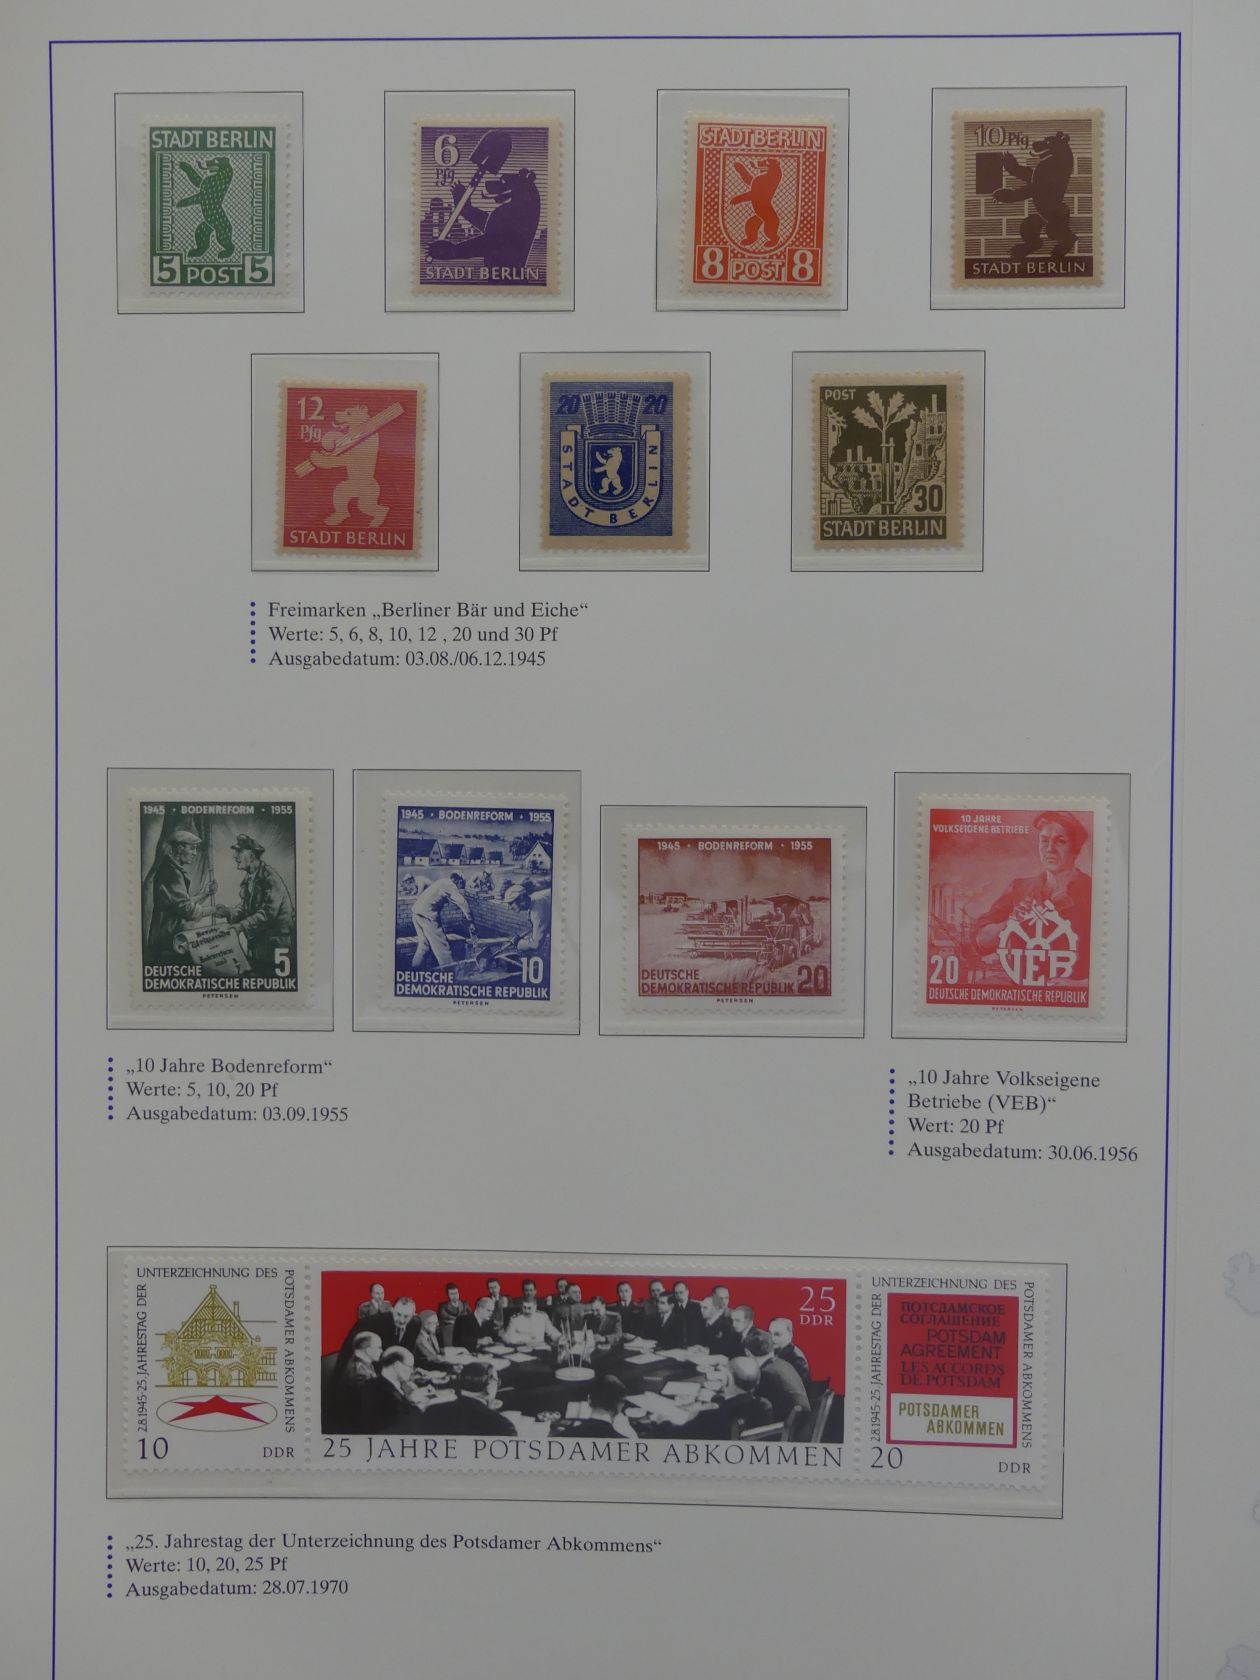 STADT BERLIN
5 POST 5
6
Pfg
STADT BERLIN
STADT BERLIN
8 POST 8
10 Pfg
STADT BERLIN
12
Pfg
STADT BERLIN
20 20
STADT BERLIN
POST
30
STADT BERLIN
Freimarken „Berliner Bär und Eiche“
Werte: 5, 6, 8, 10, 12 , 20 und 30 Pf
Ausgabedatum: 03.08./06.12.1945
1945 · BODENREFORM · 1955
5
DEUTSCHE
DEMOKRATISCHE REPUBLIK
PETERSEN
1945 · BODENREFORM · 1955
10
DEUTSCHE
DEMOKRATISCHE REPUBLIK
PETERSEN
1945 · BODENREFORM · 1955
DEUTSCHE
DEMOKRATISCHE REPUBLIK 20
PETERSEN
10 JAHRE
VOLKSEIGENE BETRIEBE
VEB
20
DEUTSCHE DEMOKRATISCHE REPUBLIK
PETERSEN
„10 Jahre Bodenreform“
Werte: 5, 10, 20 Pf
Ausgabedatum: 03.09.1955
„10 Jahre Volkseigene
Betriebe (VEB)“
Wert: 20 Pf
Ausgabedatum: 30.06.1956
2.8.1945·25. JAHRESTAG DER
UNTERZEICHNUNG DES
POTSDAMER ABKOMMENS
10 DDR
25
DDR
25 JAHRE POTSDAMER ABKOMMEN
2.8.1945·25. JAHRESTAG DER
UNTERZEICHNUNG DES
POTSDAMER ABKOMMENS
ПОТСДАМСКОЕ
СОГЛАШЕНИЕ
POTSDAM
AGREEMENT
LES ACCORDS
DE POTSDAM
POTSDAMER
ABKOMMEN
20 DDR
„25. Jahrestag der Unterzeichnung des Potsdamer Abkommens“
Werte: 10, 20, 25 Pf
Ausgabedatum: 28.07.1970